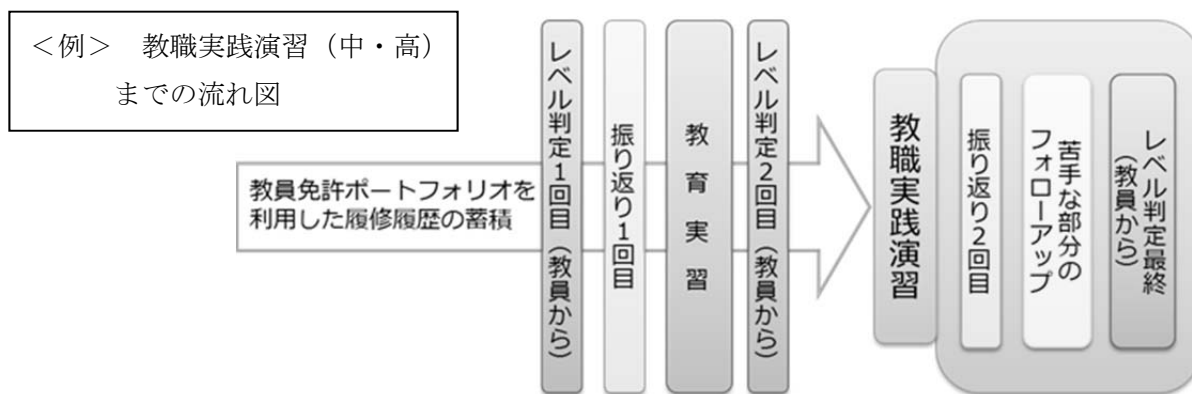 ＜例＞　教職実践演習（中・高）
までの流れ図
教員免許ポートフォリオを
利用した履修履歴の蓄積
レベル判定1回目（教員から）
振り返り1回目
教育実習
レベル判定2回目（教員から）
教職実践演習
振り返り2回目
苦手な部分の
フォローアップ
レベル判定最終
（教員から）